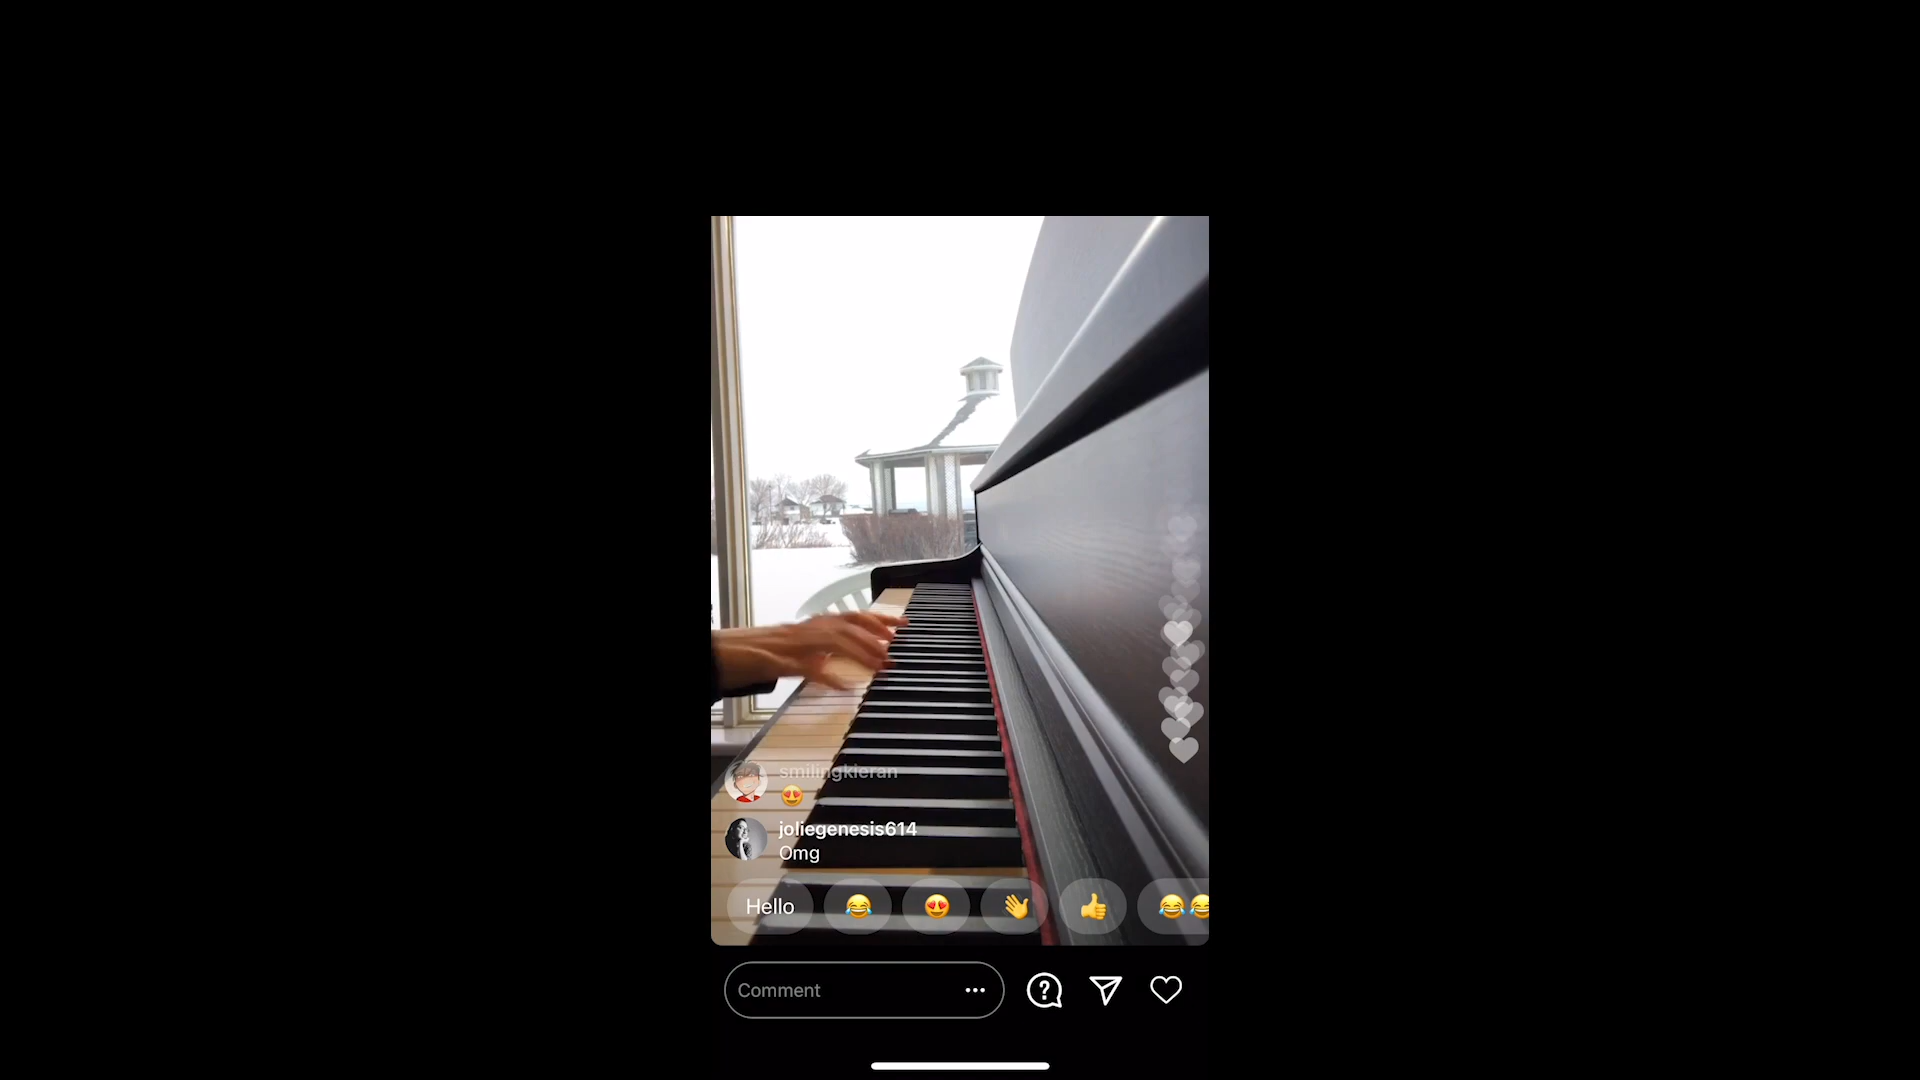 smilingkieran
😍
joliegenesis614
Omg
Hello 😂 😍 👋 👍 😂😂
Comment